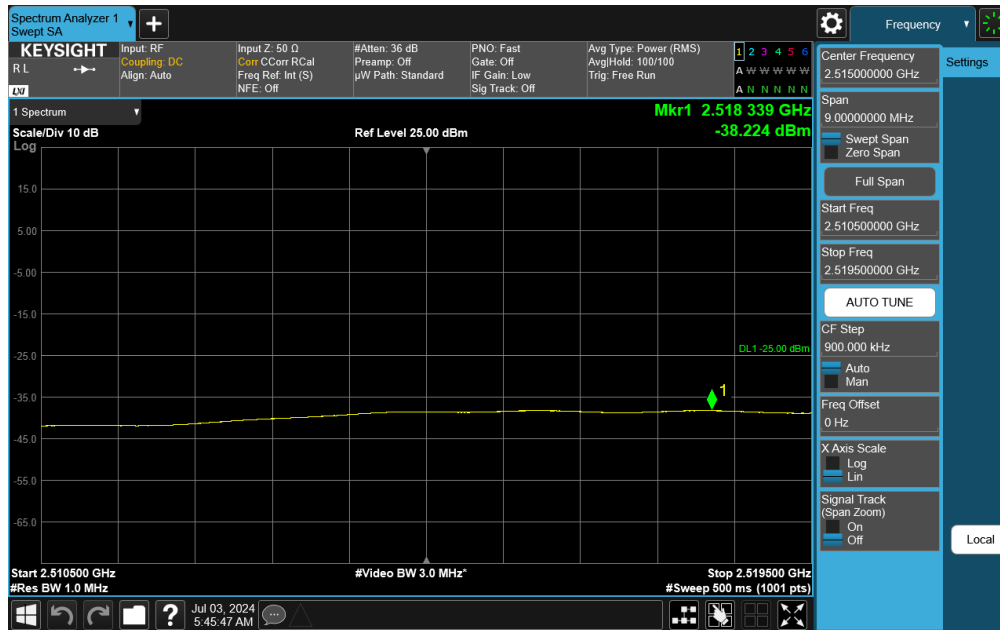 Spectrum Analyzer 1
Swept SA
Frequency
KEYSIGHT
R L
LXI
Input: RF
Coupling: DC
Align: Auto
Input Z: 50 Ω
Corr CCorr RCal
Freq Ref: Int (S)
NFE: Off
#Atten: 36 dB
Preamp: Off
µW Path: Standard
PNO: Fast
Gate: Off
IF Gain: Low
Sig Track: Off
Avg Type: Power (RMS)
Avg|Hold: 100/100
Trig: Free Run
1 2 3 4 5 6
A W W W W W
A N N N N N
1 Spectrum
Scale/Div 10 dB
Log
Ref Level 25.00 dBm
Mkr1 2.518 339 GHz
-38.224 dBm
15.0
5.00
-5.00
-15.0
-25.0
-35.0
-45.0
-55.0
-65.0
DL1 -25.00 dBm
1
Start 2.510500 GHz
#Res BW 1.0 MHz
#Video BW 3.0 MHz*
Stop 2.519500 GHz
#Sweep 500 ms (1001 pts)
Center Frequency
2.515000000 GHz
Span
9.00000000 MHz
Swept Span
Zero Span
Full Span
Start Freq
2.510500000 GHz
Stop Freq
2.519500000 GHz
AUTO TUNE
CF Step
900.000 kHz
Auto
Man
Freq Offset
0 Hz
X Axis Scale
Log
Lin
Signal Track
(Span Zoom)
On
Off
Settings
Local
?
Jul 03, 2024
5:45:47 AM